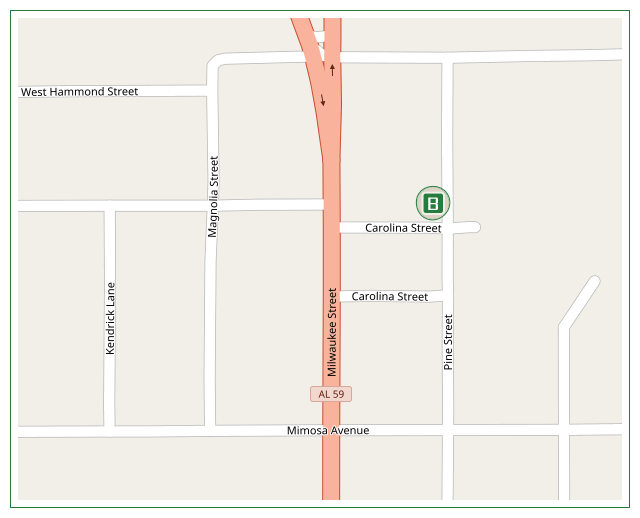 West Hammond Street
Magnolia Street
B
Carolina Street
Carolina Street
Kendrick Lane
Milwaukee Street
Pine Street
AL 59
Mimosa Avenue